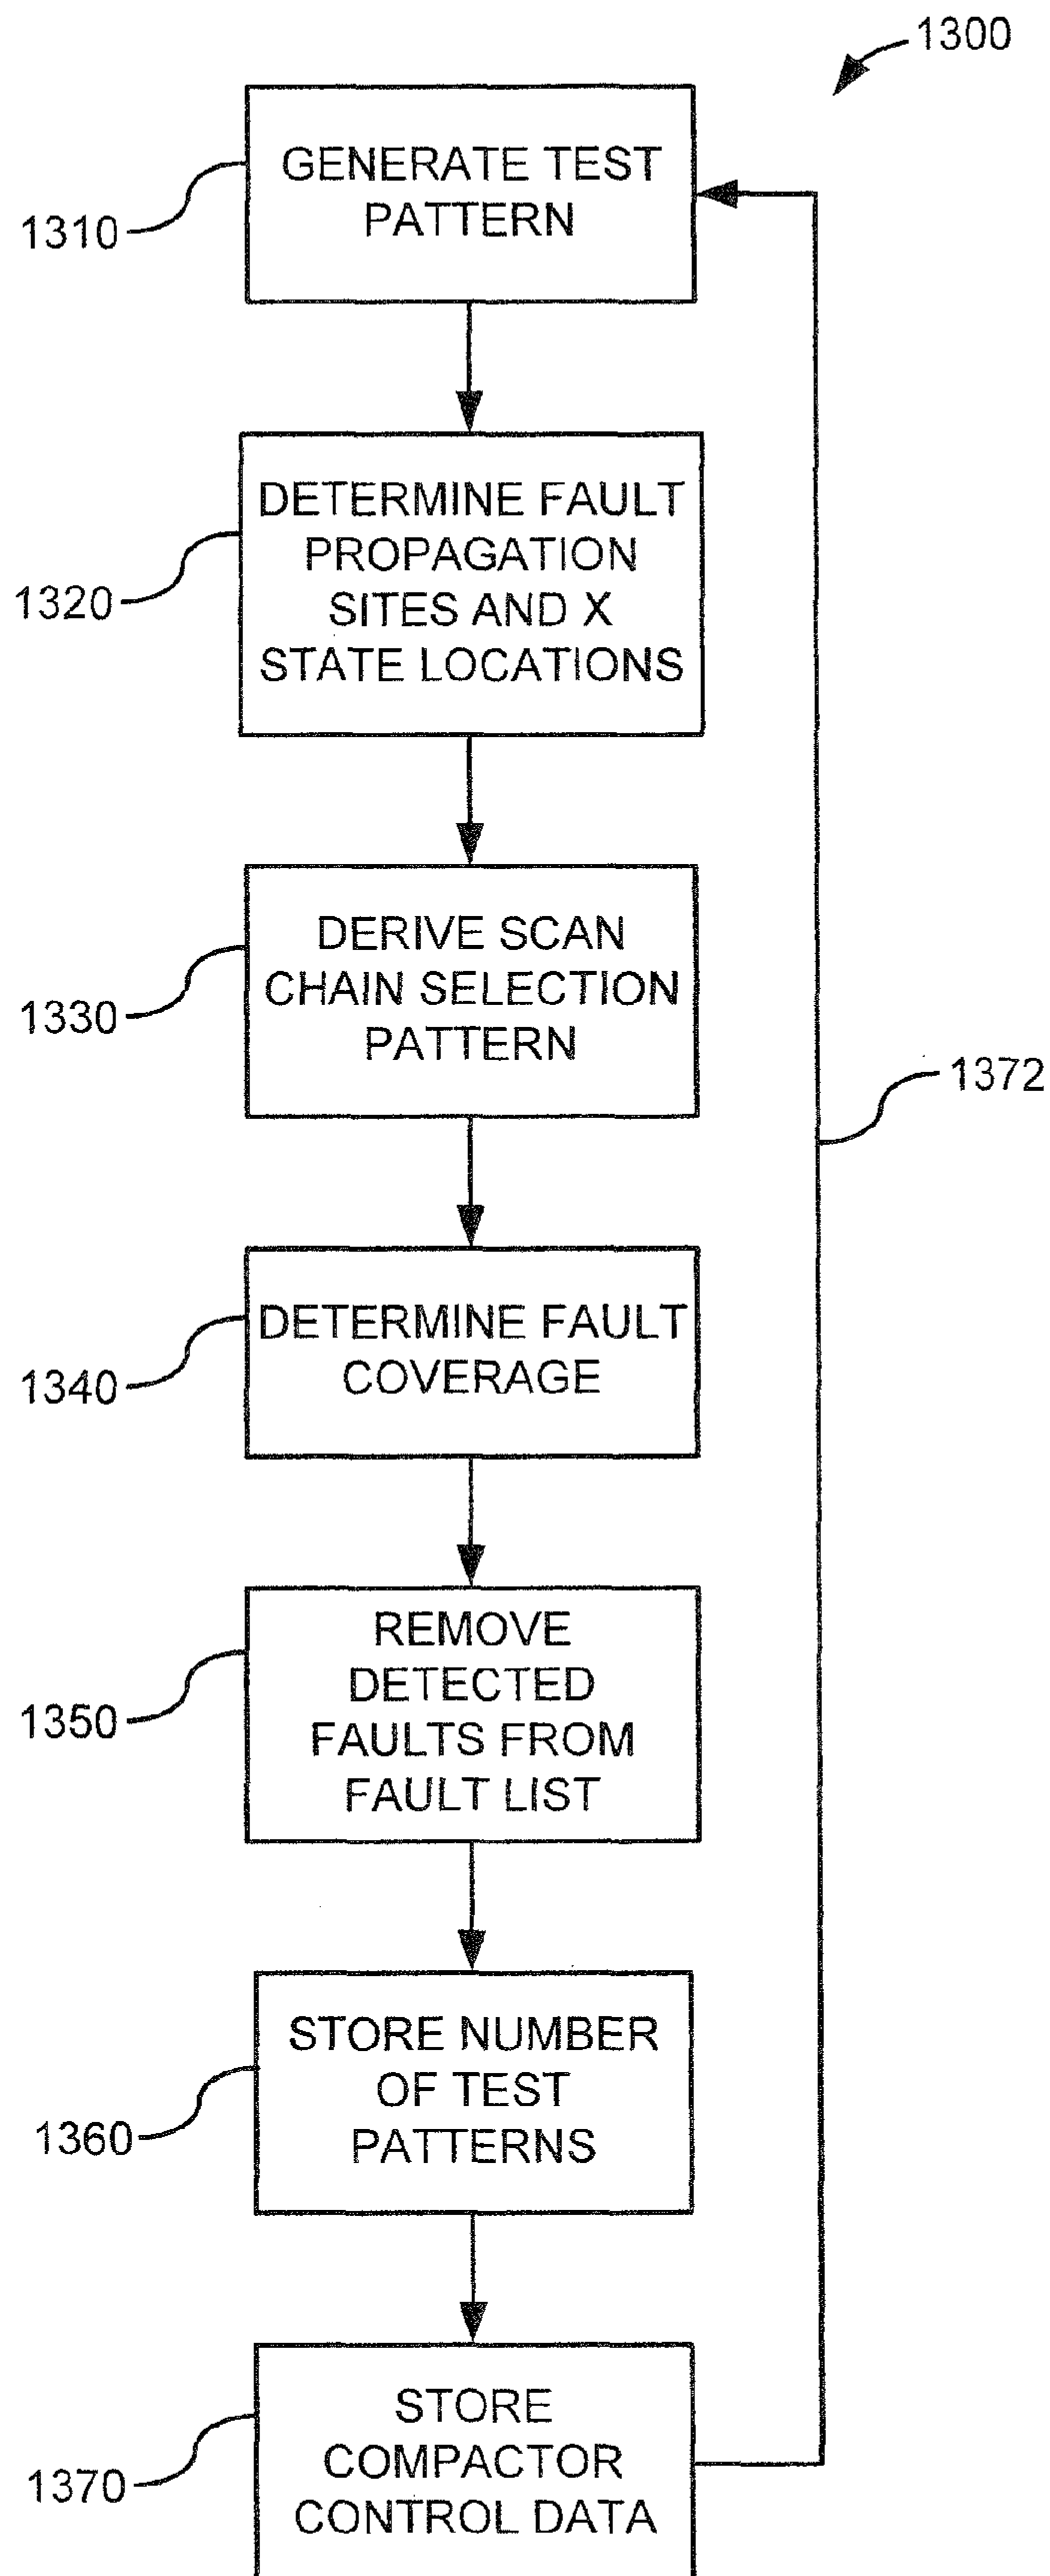 1300
GENERATE TEST
PATTERN
1310
DETERMINE FAULT
PROPAGATION
SITES AND X
STATE LOCATIONS
1320
DERIVE SCAN
CHAIN SELECTION
PATTERN
1330
1372
DETERMINE FAULT
COVERAGE
1340
REMOVE
DETECTED
FAULTS FROM
FAULT LIST
1350
STORE NUMBER
OF TEST
PATTERNS
1360
STORE
COMPACTOR
CONTROL DATA
1370